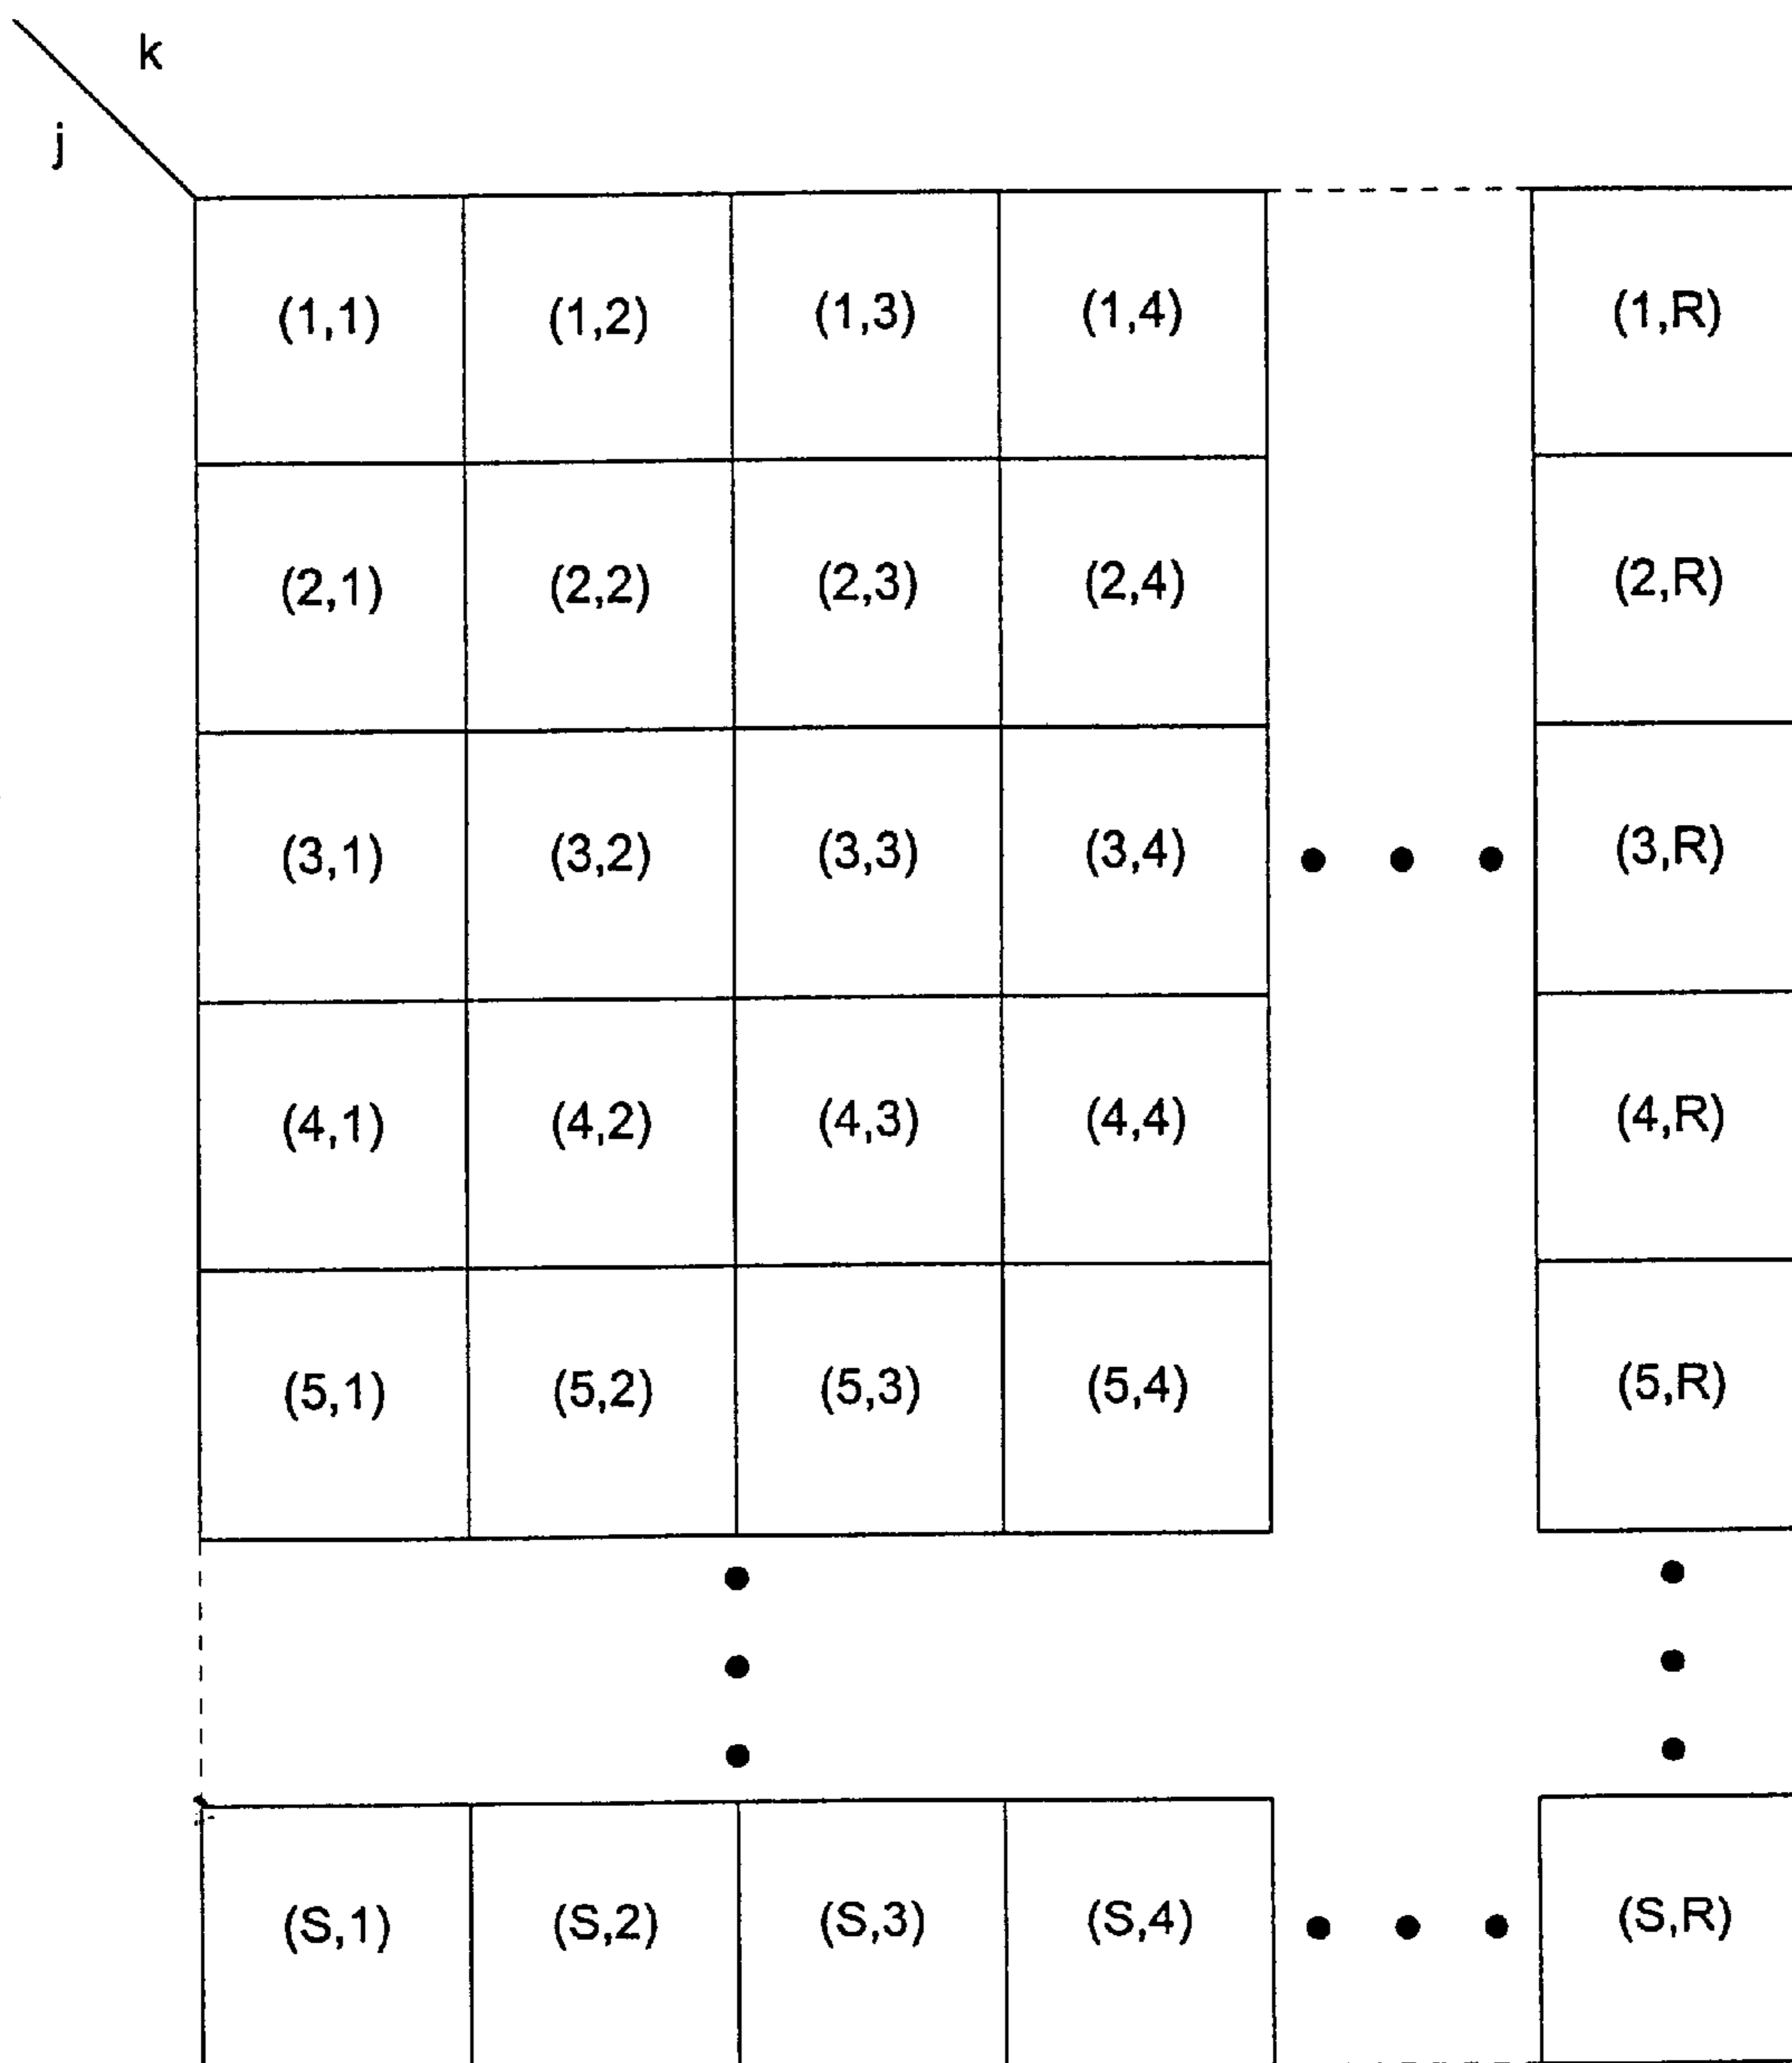 k
j
(1,1) (1,2) (1,3) (1,4) (1,R)
(2,1) (2,2) (2,3) (2,4) (2,R)
(3,1) (3,2) (3,3) (3,4) (3,R)
(4,1) (4,2) (4,3) (4,4) (4,R)
(5,1) (5,2) (5,3) (5,4) (5,R)
(S,1) (S,2) (S,3) (S,4) (S,R)